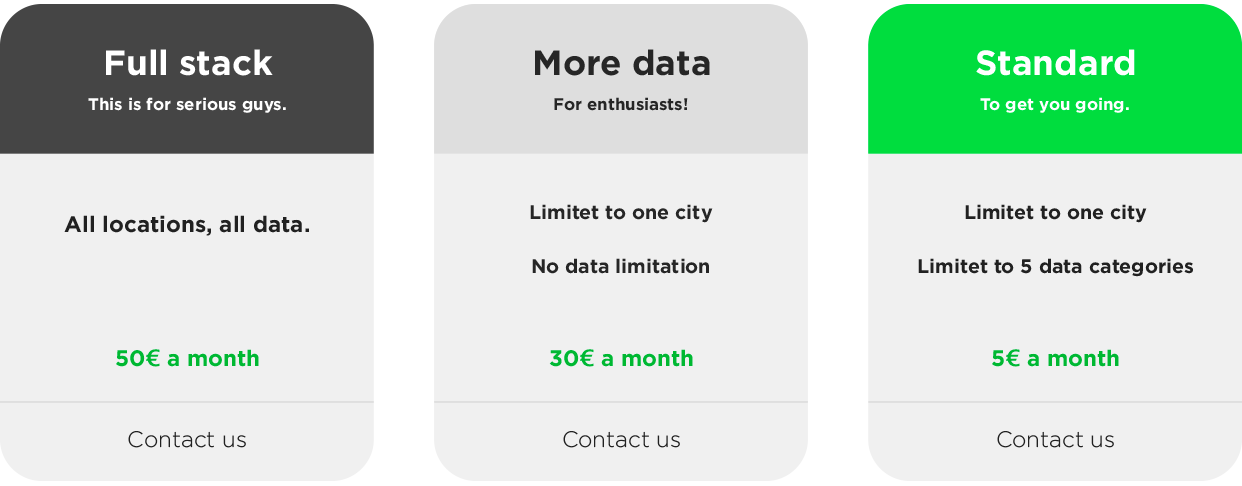 Full stack
This is for serious guys.
All locations, all data.
50€ a month
Contact us
More data
For enthusiasts!
Limitet to one city
No data limitation
30€ a month
Contact us
Standard
To get you going.
Limitet to one city
Limitet to 5 data categories
5€ a month
Contact us